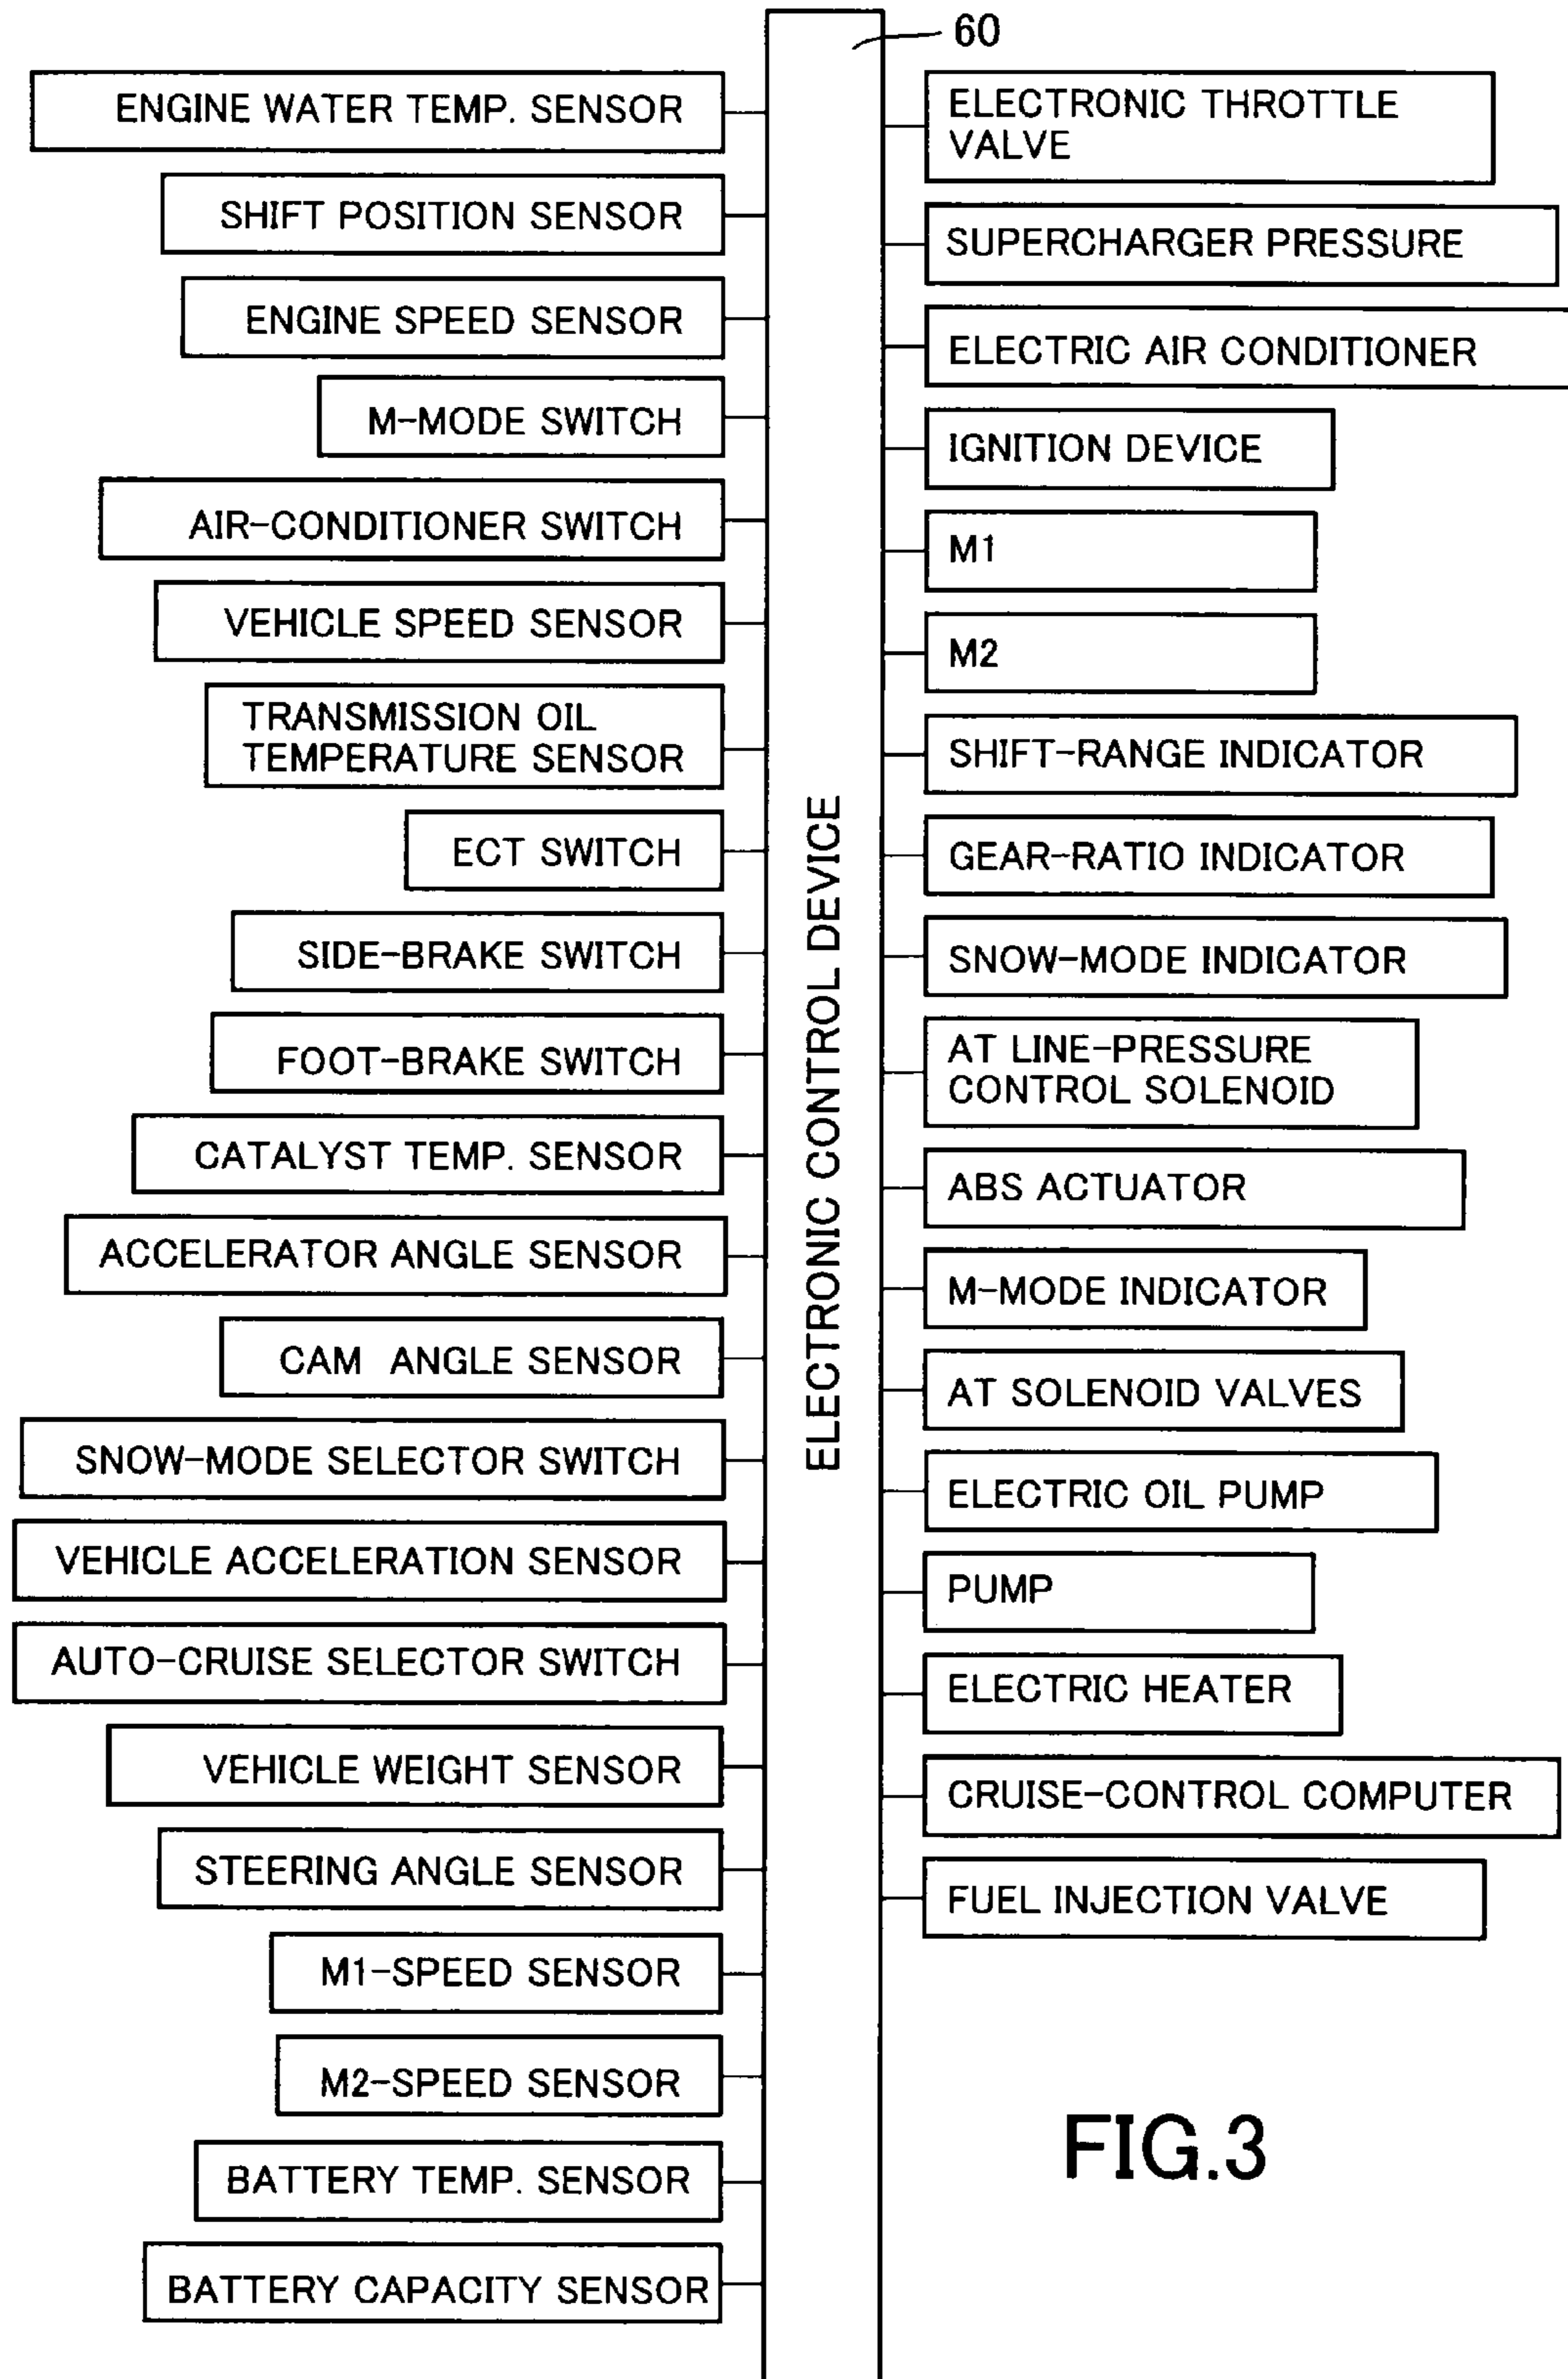 60
ENGINE WATER TEMP. SENSOR
SHIFT POSITION SENSOR
ENGINE SPEED SENSOR
M-MODE SWITCH
AIR-CONDITIONER SWITCH
VEHICLE SPEED SENSOR
TRANSMISSION OIL
TEMPERATURE SENSOR
ECT SWITCH
SIDE-BRAKE SWITCH
FOOT-BRAKE SWITCH
CATALYST TEMP. SENSOR
ACCELERATOR ANGLE SENSOR
CAM ANGLE SENSOR
SNOW-MODE SELECTOR SWITCH
VEHICLE ACCELERATION SENSOR
AUTO-CRUISE SELECTOR SWITCH
VEHICLE WEIGHT SENSOR
STEERING ANGLE SENSOR
M1-SPEED SENSOR
M2-SPEED SENSOR
BATTERY TEMP. SENSOR
BATTERY CAPACITY SENSOR
ELECTRONIC CONTROL DEVICE
ELECTRONIC THROTTLE
VALVE
SUPERCHARGER PRESSURE
ELECTRIC AIR CONDITIONER
IGNITION DEVICE
M1
M2
SHIFT-RANGE INDICATOR
GEAR-RATIO INDICATOR
SNOW-MODE INDICATOR
AT LINE-PRESSURE
CONTROL SOLENOID
ABS ACTUATOR
M-MODE INDICATOR
AT SOLENOID VALVES
ELECTRIC OIL PUMP
PUMP
ELECTRIC HEATER
CRUISE-CONTROL COMPUTER
FUEL INJECTION VALVE
FIG.3